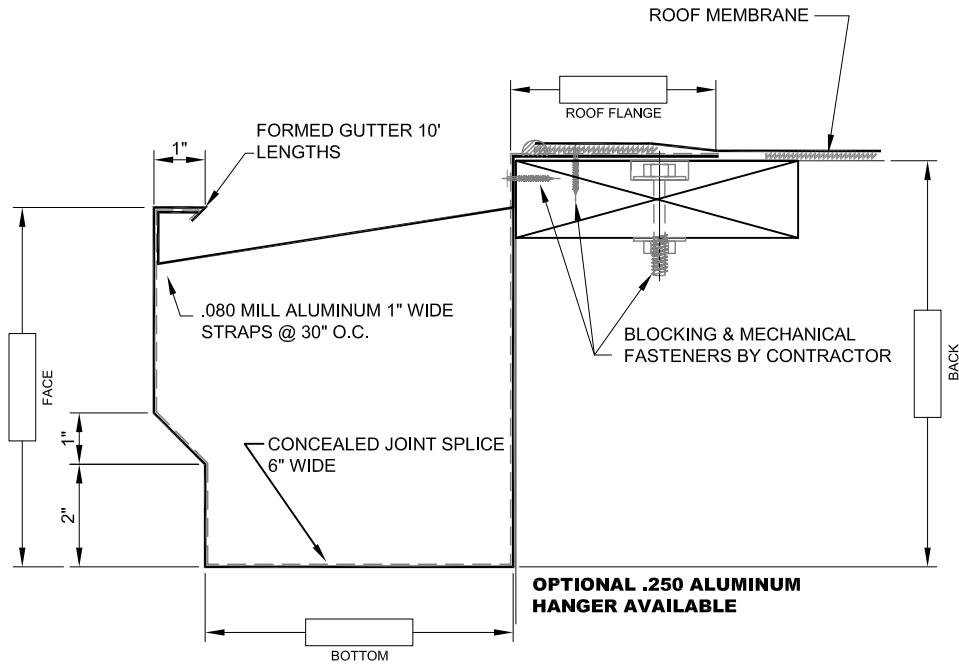 ROOF MEMBRANE
ROOF FLANGE
FORMED GUTTER 10'
LENGTHS
1"
.080 MILL ALUMINUM 1" WIDE
STRAPS @ 30" O.C.
BLOCKING & MECHANICAL
FASTENERS BY CONTRACTOR
FACE
BACK
1"
CONCEALED JOINT SPLICE
6" WIDE
2"
OPTIONAL .250 ALUMINUM
HANGER AVAILABLE
BOTTOM